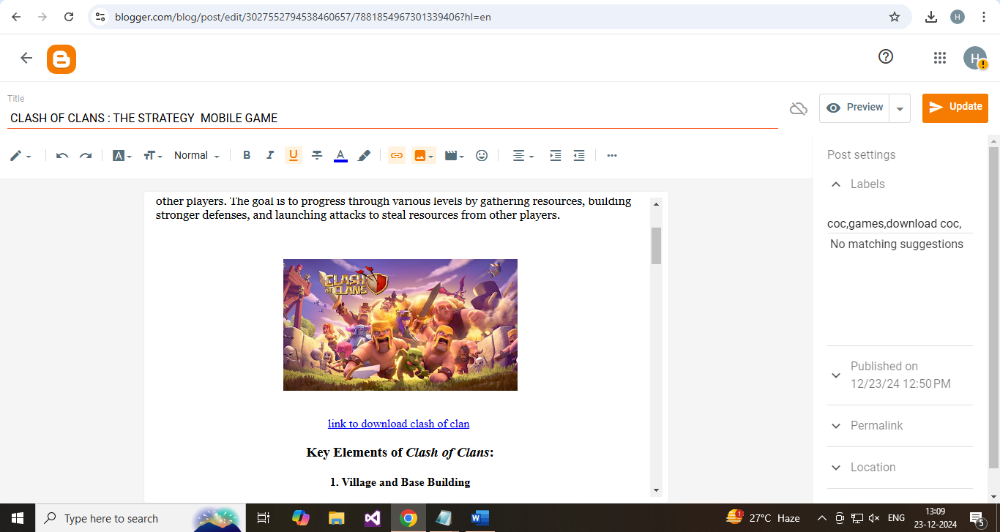 blogger.com/blog/post/edit/3027552794538460657/7881854967301339406?hl=en
H
H
Title
CLASH OF CLANS : THE STRATEGY  MOBILE GAME
Preview
Update
Normal
B I U A
other players. The goal is to progress through various levels by gathering resources, building
stronger defenses, and launching attacks to steal resources from other players.
CLASH
OF CLANS
link to download clash of clan
Key Elements of Clash of Clans:
1. Village and Base Building
Post settings
Labels
coc,games,download coc,
No matching suggestions
Published on
12/23/24 12:50 PM
Permalink
Location
Type here to search
1
27°C Haze
ENG
13:09
23-12-2024
5